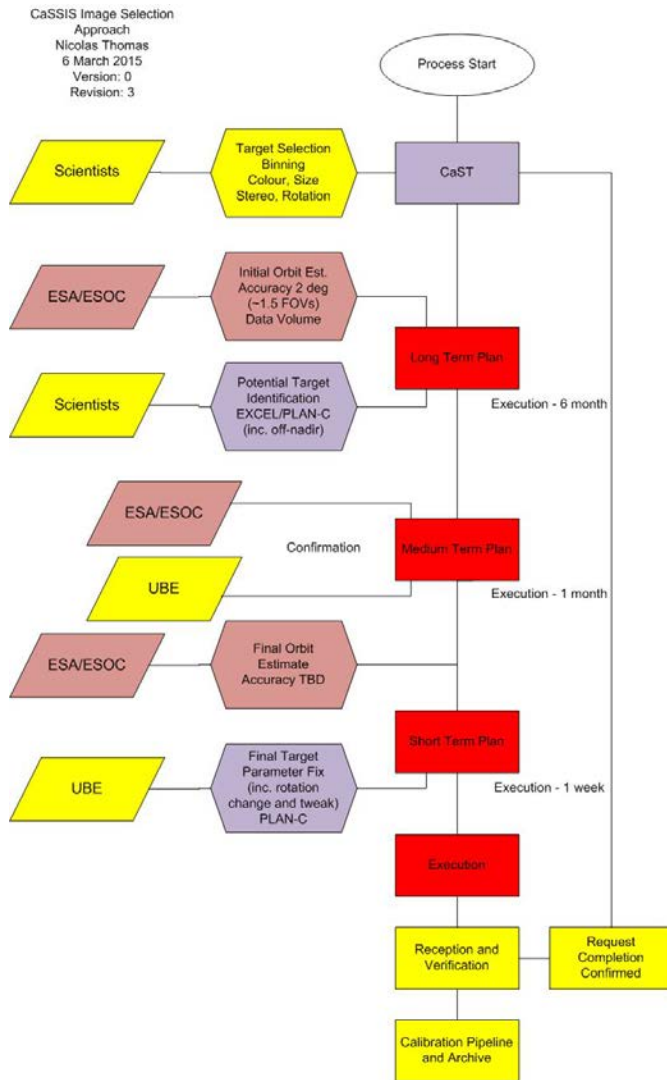 CaSSIS Image Selection
Approach
Nicolas Thomas
6 March 2015
Version: 0
Revision: 3
Process Start
Scientists
Target Selection
Binning
Colour, Size
Stereo, Rotation
CaST
ESA/ESOC
Initial Orbit Est.
Accuracy 2 deg
(~1.5 FOVs)
Data Volume
Long Term Plan
Scientists
Potential Target
Identification
EXCEL/PLAN-C
(inc. off-nadir)
Execution - 6 month
ESA/ESOC
Confirmation
Medium Term Plan
UBE
Execution - 1 month
ESA/ESOC
Final Orbit
Estimate
Accuracy TBD
Short Term Plan
UBE
Final Target
Parameter Fix
(inc. rotation
change and tweak)
PLAN-C
Execution - 1 week
Execution
Reception and
Verification
Request
Completion
Confirmed
Calibration Pipeline
and Archive